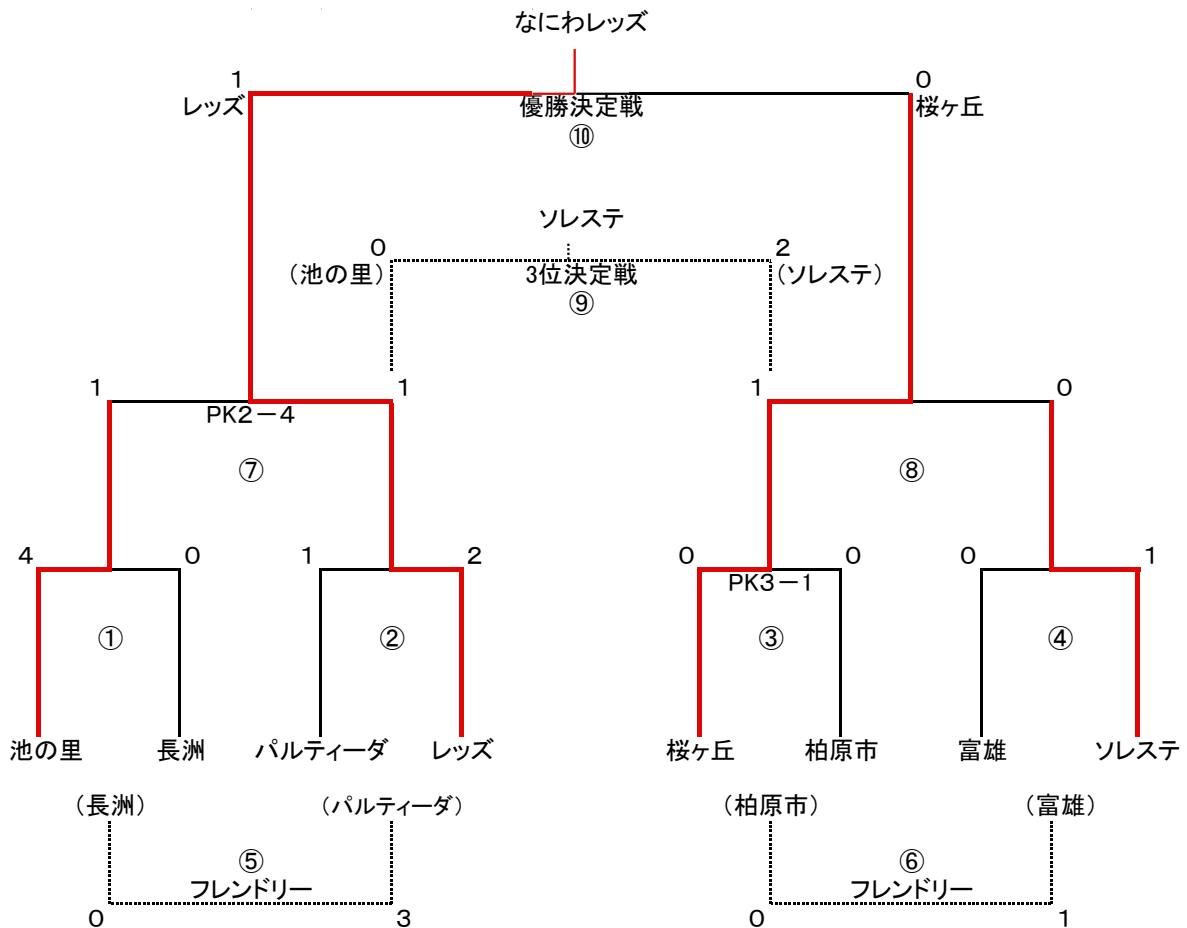 なにわレッズ
1
0
レッズ
優勝決定戦
桜ヶ丘
⑩
ソレステ
0
2
（池の里）
3位決定戦
（ソレステ）
⑨
1
1
1
0
PK2－4
⑦
⑧
4
0
1
2
0
0
0
1
PK3－1
①
②
③
④
池の里
長洲
パルティーダ
レッズ
桜ヶ丘
柏原市
富雄
ソレステ
（長洲）
（パルティーダ）
（柏原市）
（富雄）
⑤
⑥
フレンドリー
フレンドリー
0
3
0
1